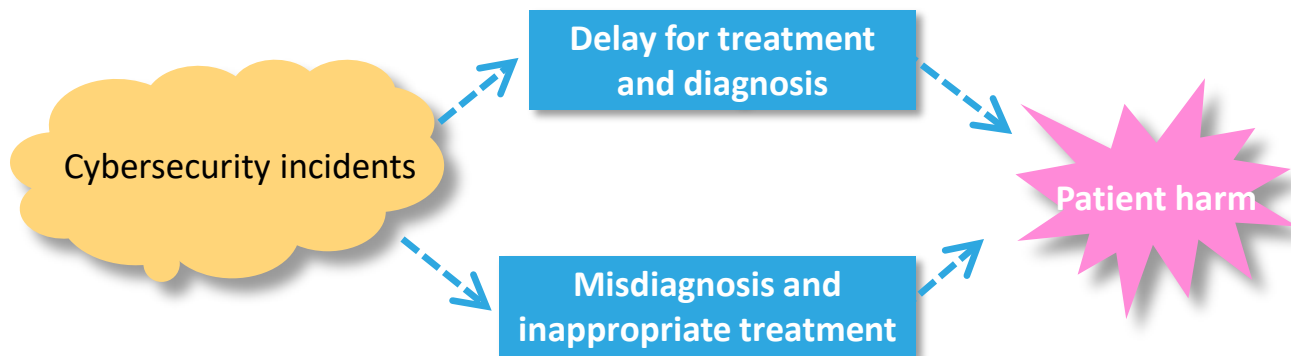 Delay for treatment
and diagnosis
Cybersecurity incidents
Patient harm
Misdiagnosis and
inappropriate treatment